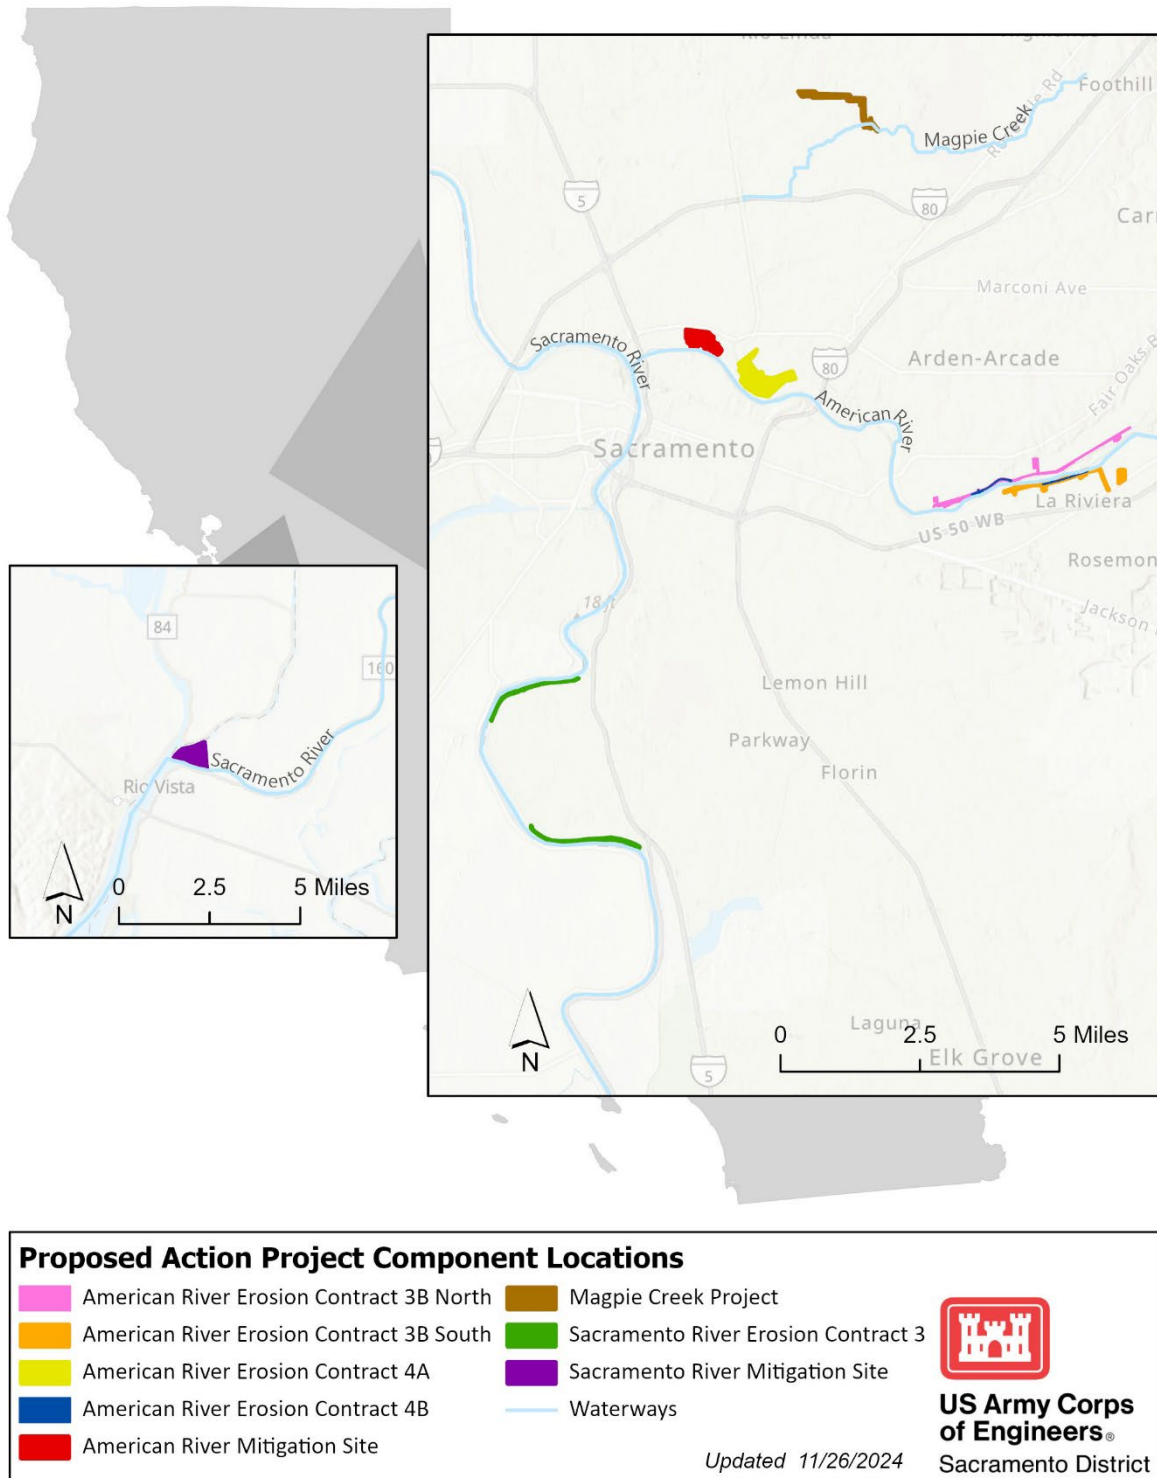 Foothill
Magpie Creek
5
80
Carr
Marconi Ave
Sacramento River
80
Arden-Arcade
Fair Oaks B
American River
Sacramento
La Riviera
US 50 WB
Rosemon
18 ft
Jackson
84
160
Lemon Hill
Sacramento River
Parkway
Rio Vista
Florin
0 2.5 5 Miles
N
Laguna
0 2.5 5 Miles
Elk Grove
N
5
Proposed Action Project Component Locations
American River Erosion Contract 3B North
American River Erosion Contract 3B South
American River Erosion Contract 4A
American River Erosion Contract 4B
American River Mitigation Site
Magpie Creek Project
Sacramento River Erosion Contract 3
Sacramento River Mitigation Site
Waterways
Updated 11/26/2024
US Army Corps
of Engineers®
Sacramento District